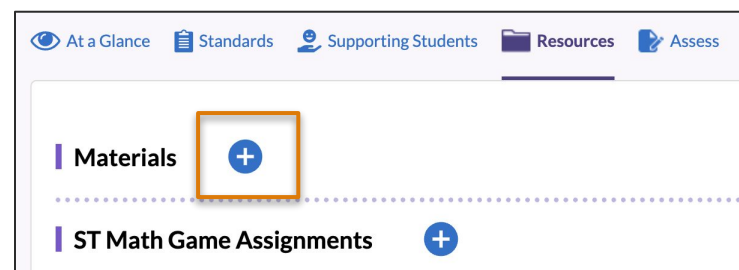 At a Glance Standards Supporting Students Resources Assess
Materials
ST Math Game Assignments